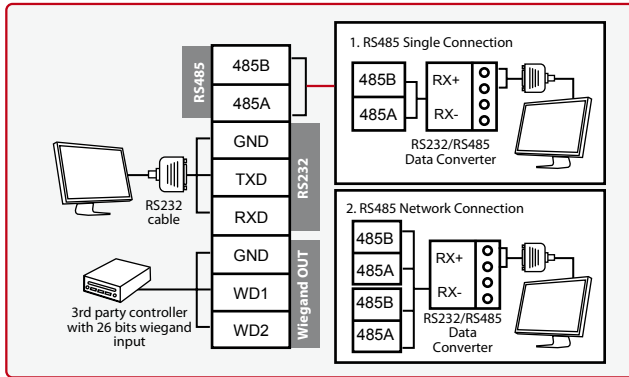 RS485
485B
485A
GND
TXD
RXD
RS232
GND
WD1
WD2
Wiegand OUT
RS232
cable
3rd party controller
with 26 bits wiegand
input
1. RS485 Single Connection
485B
485A
RX+
RX-
RS232/RS485
Data Converter
2. RS485 Network Connection
485B
485A
485B
485A
RX+
RX-
RS232/RS485
Data
Converter